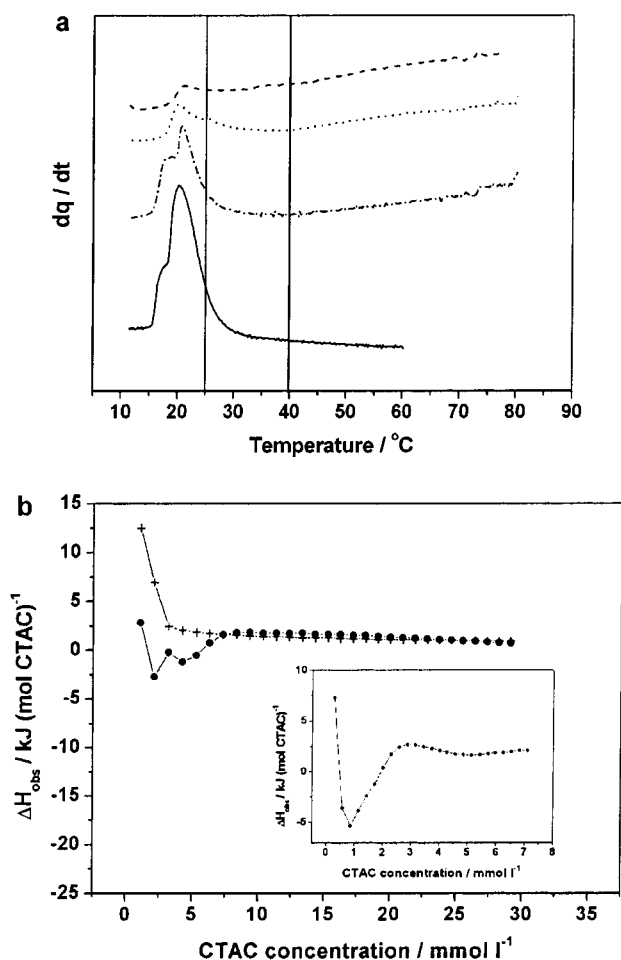 a
dq / dt
10 20 30 40 50 60 70 80 90
Temperature / °C
b
15
10
5
0
-5
-10
-15
-20
-25
ΔH_obs / kJ (mol CTAC)⁻¹
0 5 10 15 20 25 30 35
CTAC concentration / mmol l⁻¹
10
5
0
-5
ΔH_obs / kJ (mol CTAC)⁻¹
0 1 2 3 4 5 6 7 8
CTAC concentration / mmol l⁻¹